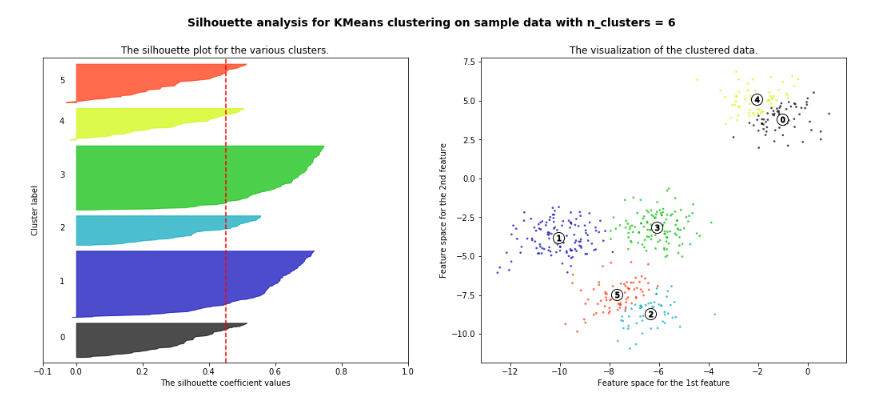 Silhouette analysis for KMeans clustering on sample data with n_clusters = 6
The silhouette plot for the various clusters.
Cluster label
5
4
3
2
1
0
−0.1 0.0 0.2 0.4 0.6 0.8 1.0
The silhouette coefficient values
The visualization of the clustered data.
Feature space for the 2nd feature
7.5
5.0
2.5
0.0
−2.5
−5.0
−7.5
−10.0
4
0
3
1
5
2
−12 −10 −8 −6 −4 −2 0
Feature space for the 1st feature